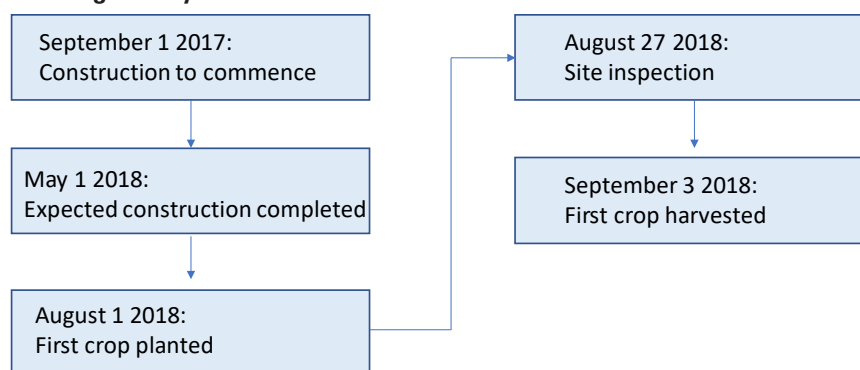 September 1 2017:
Construction to commence
May 1 2018:
Expected construction completed
August 1 2018:
First crop planted
August 27 2018:
Site inspection
September 3 2018:
First crop harvested